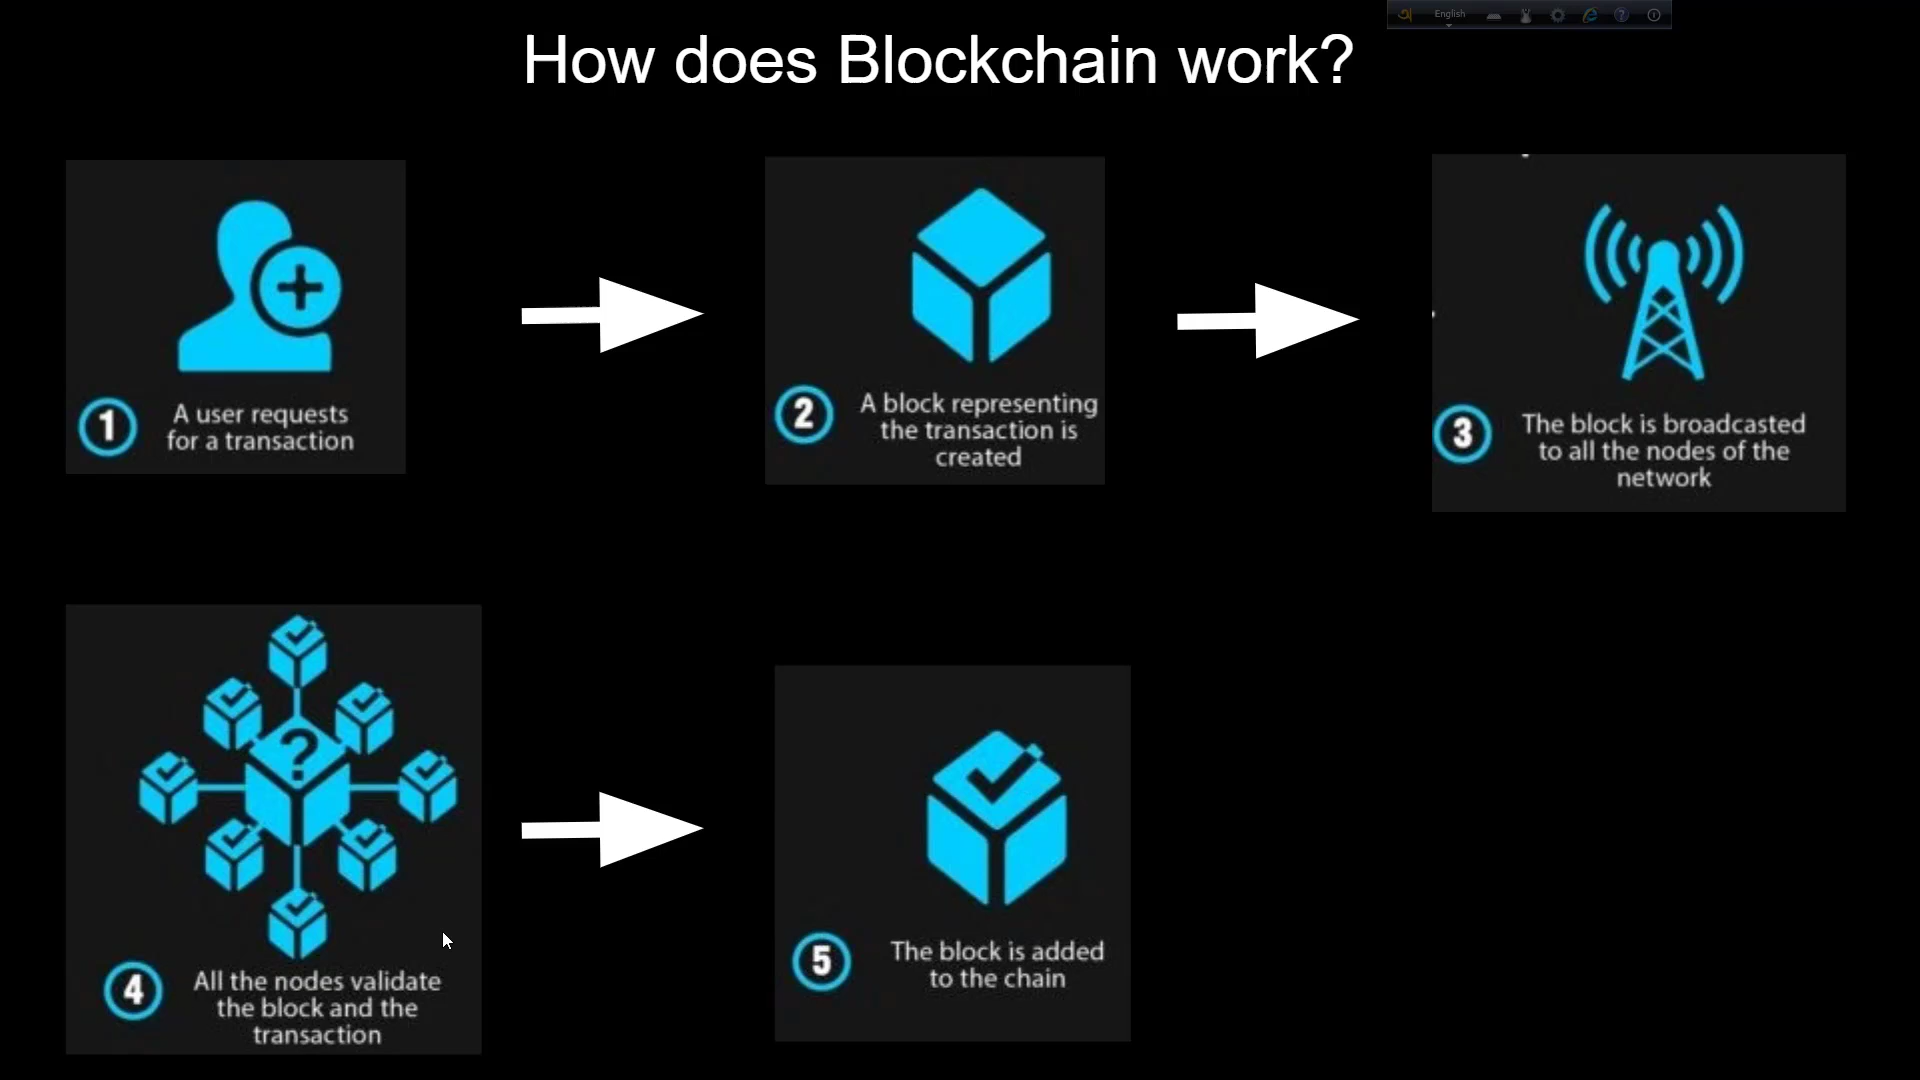 অ English
How does Blockchain work?
1
A user requests
for a transaction
2
A block representing
the transaction is
created
3
The block is broadcasted
to all the nodes of the
network
?
4
All the nodes validate
the block and the
transaction
5
The block is added
to the chain